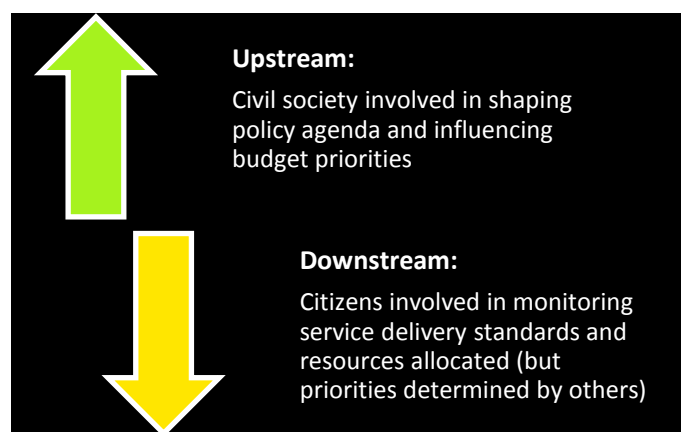 Upstream:
Civil society involved in shaping
policy agenda and influencing
budget priorities
Downstream:
Citizens involved in monitoring
service delivery standards and
resources allocated (but
priorities determined by others)